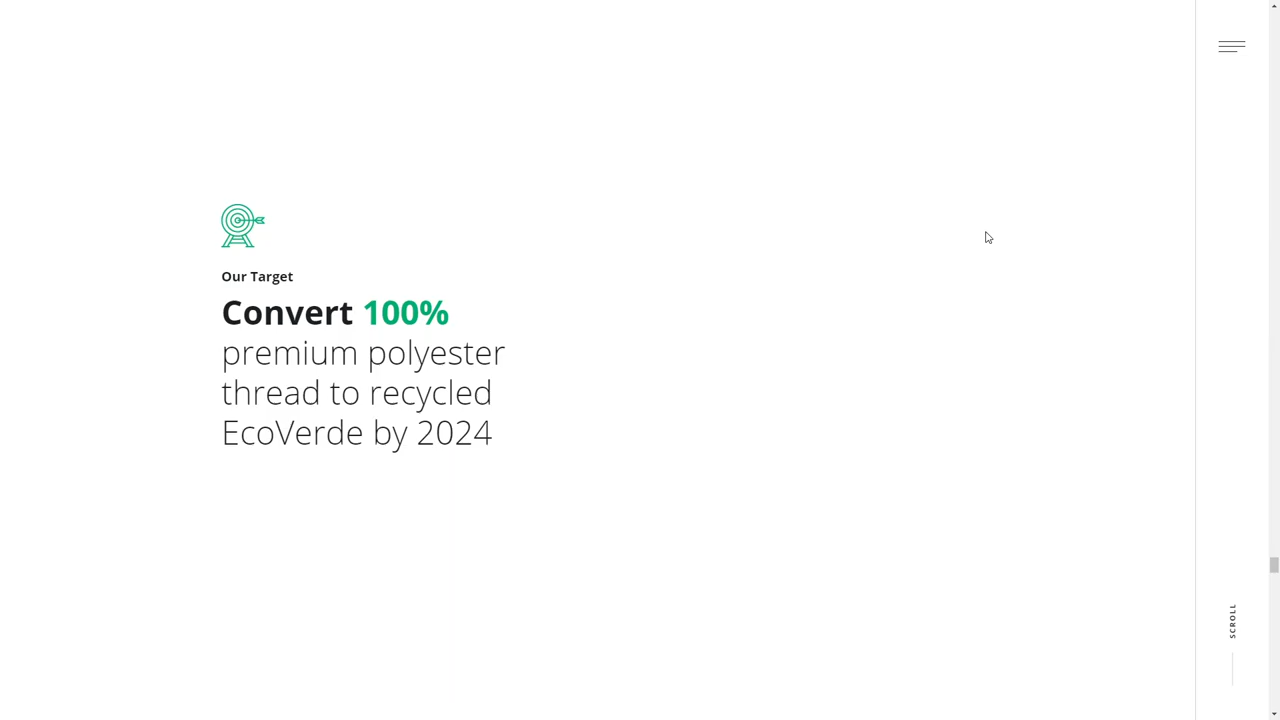 Our Target
Convert 100%
premium polyester
thread to recycled
EcoVerde by 2024
SCROLL